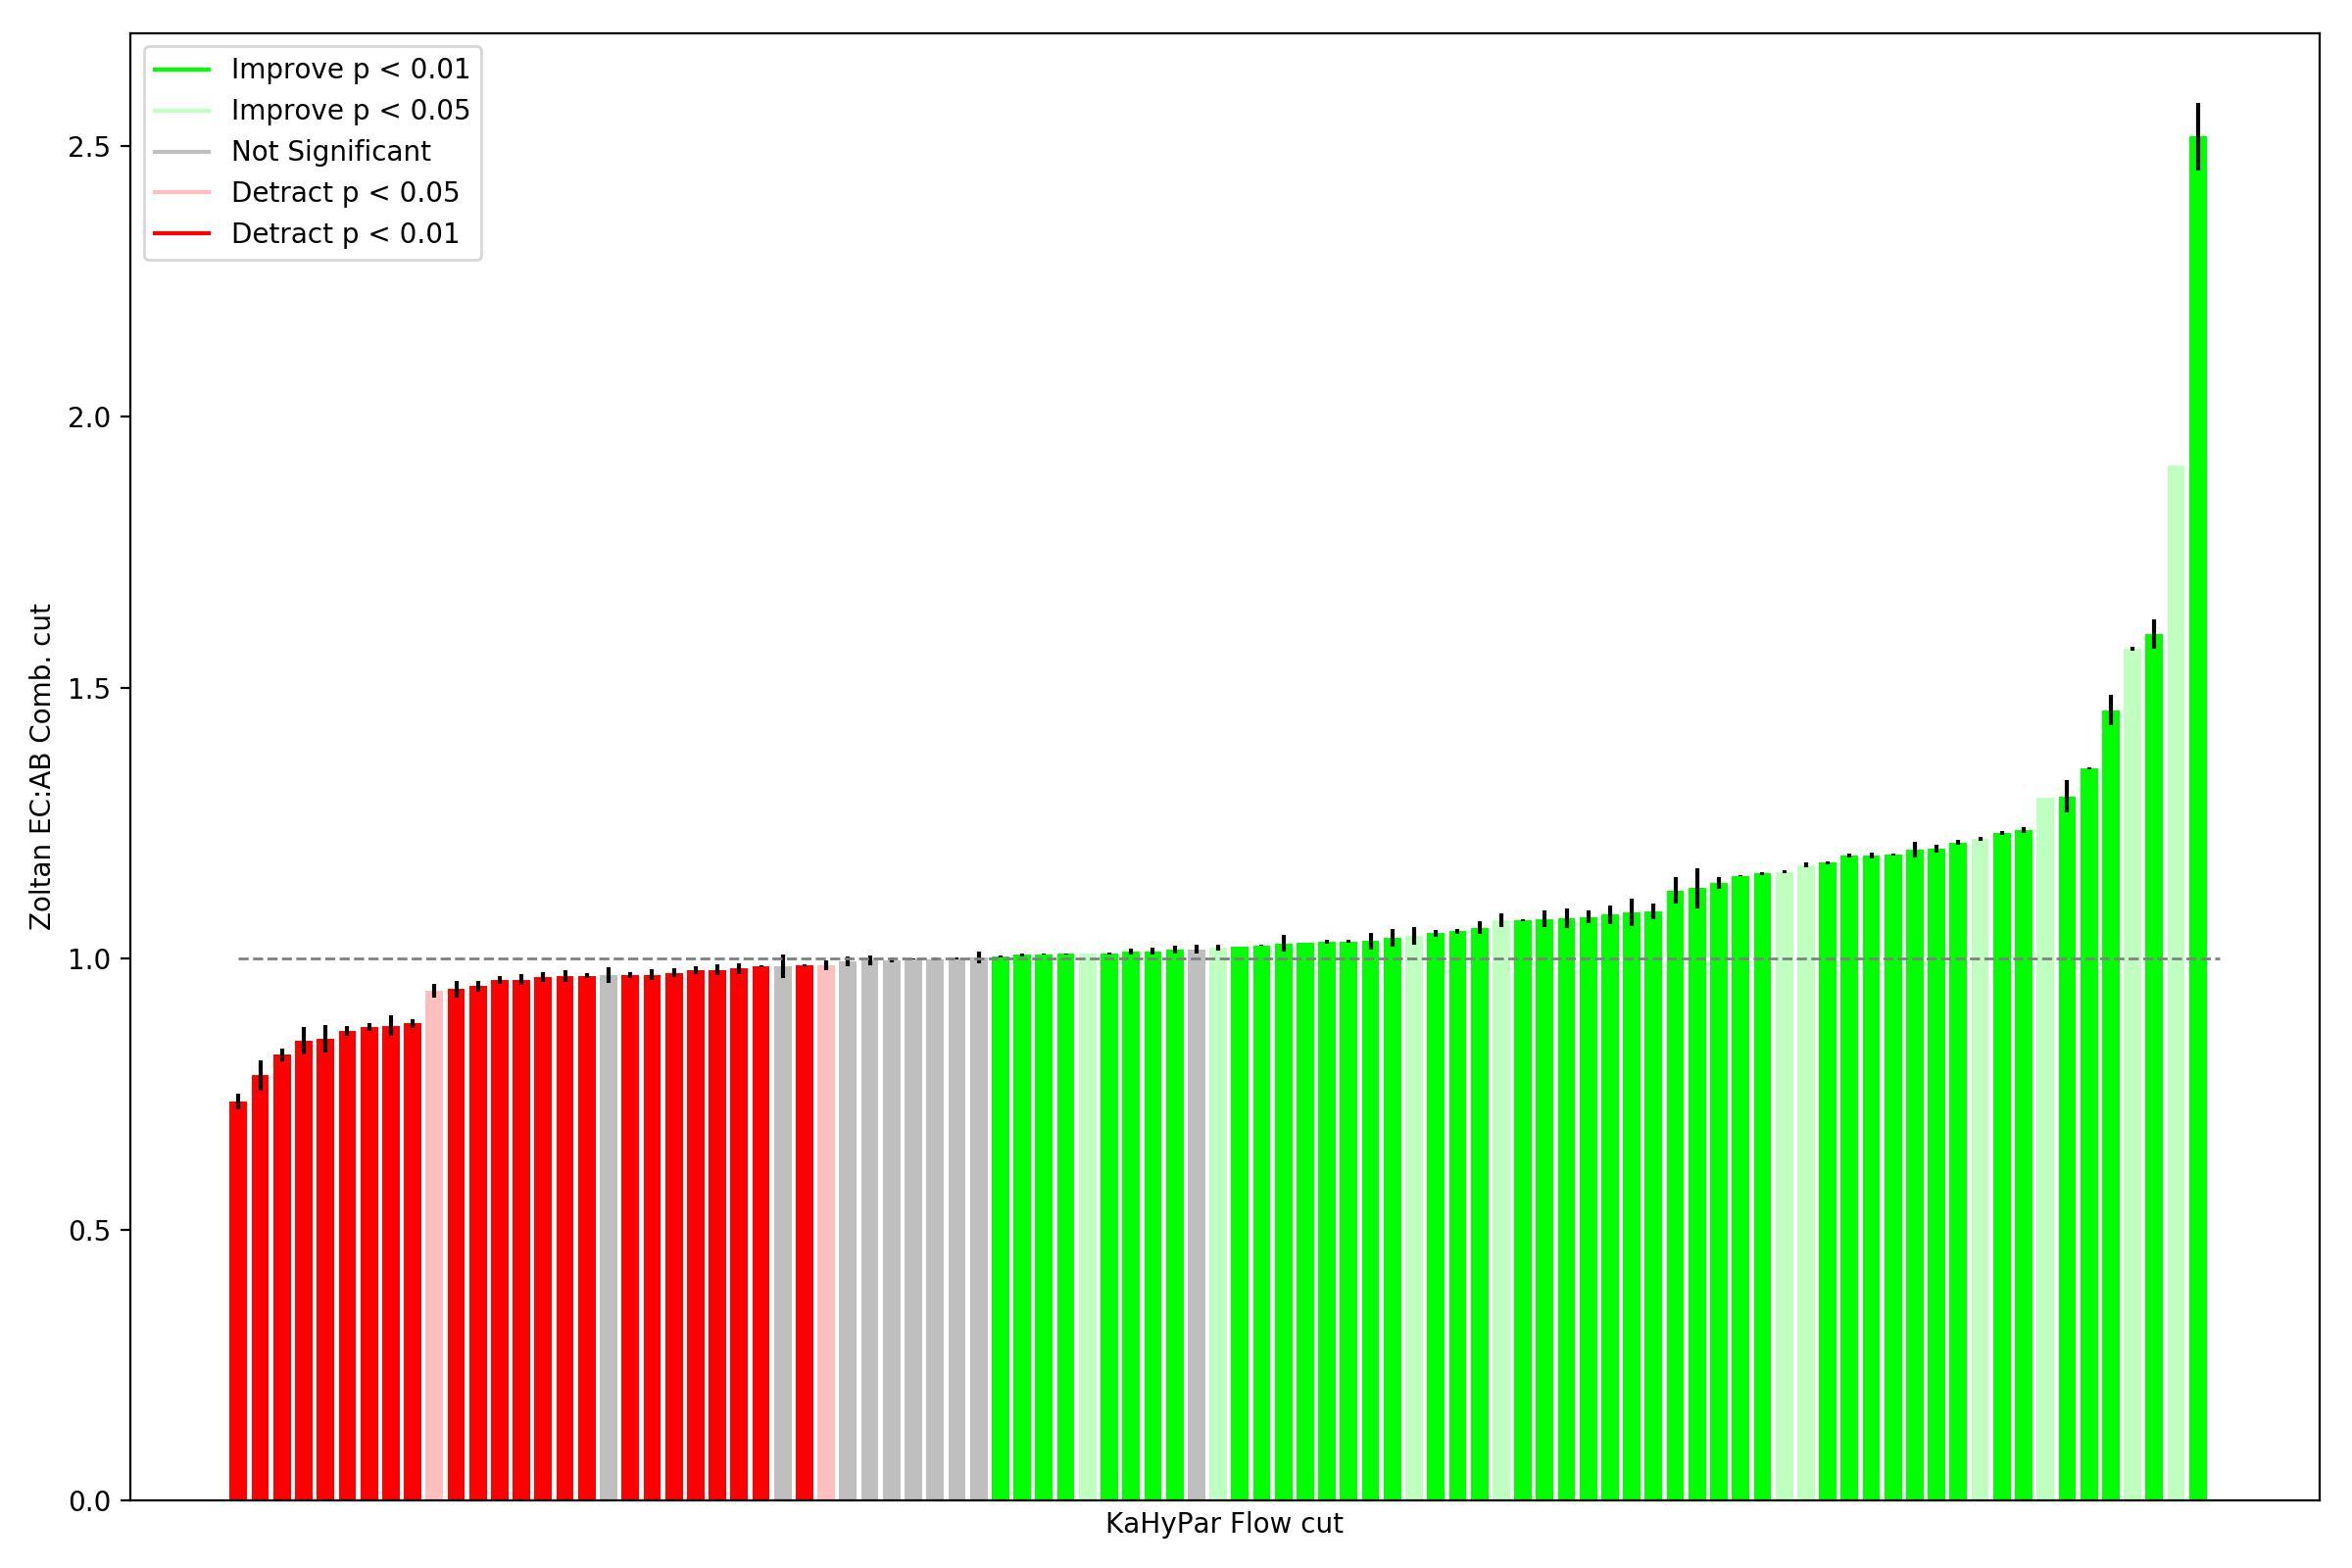 Improve p < 0.01
Improve p < 0.05
Not Significant
Detract p < 0.05
Detract p < 0.01
2.5
2.0
1.5
1.0
0.5
0.0
Zoltan EC:AB Comb. cut
KaHyPar Flow cut